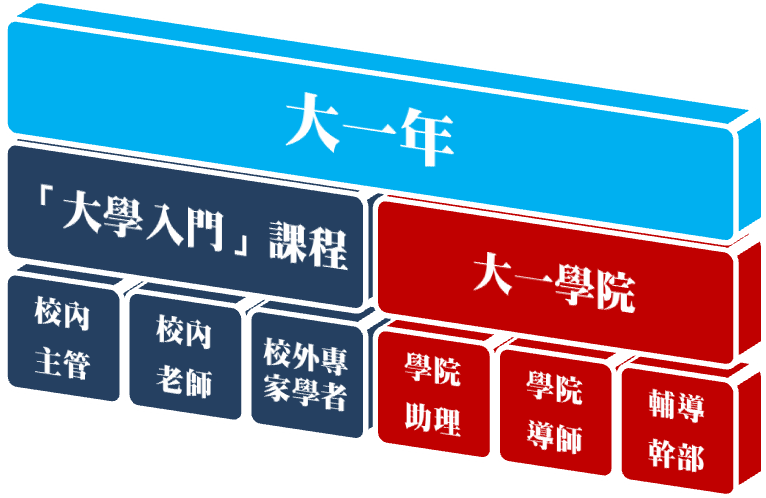 大一年
「大學入門」課程
大一學院
校內
主管
校內
老師
校外專
家學者
學院
助理
學院
導師
輔導
幹部